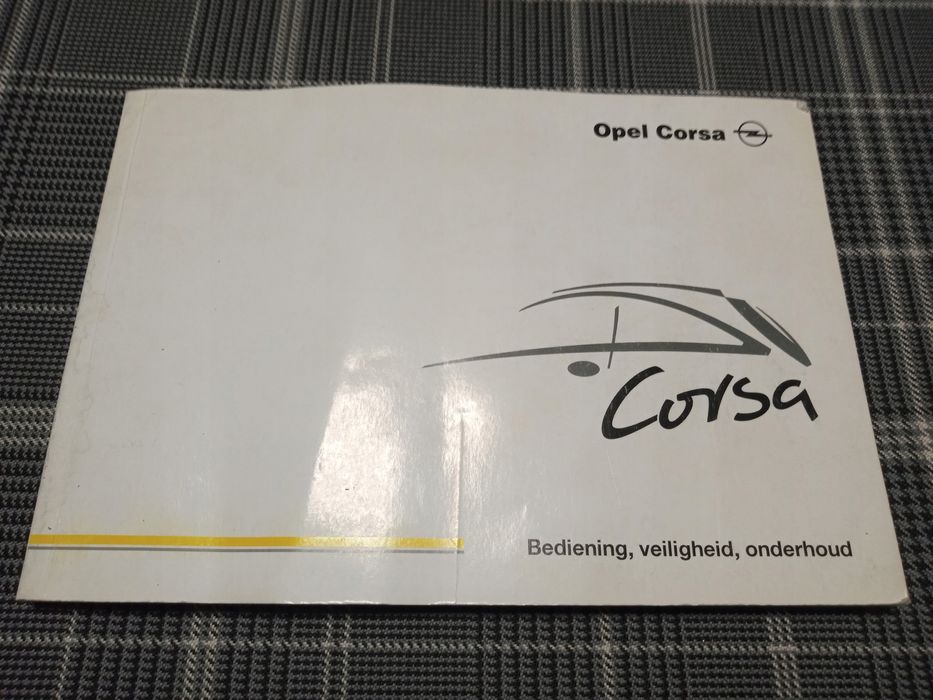 Opel Corsa
Corsa
Bediening, veiligheid, onderhoud